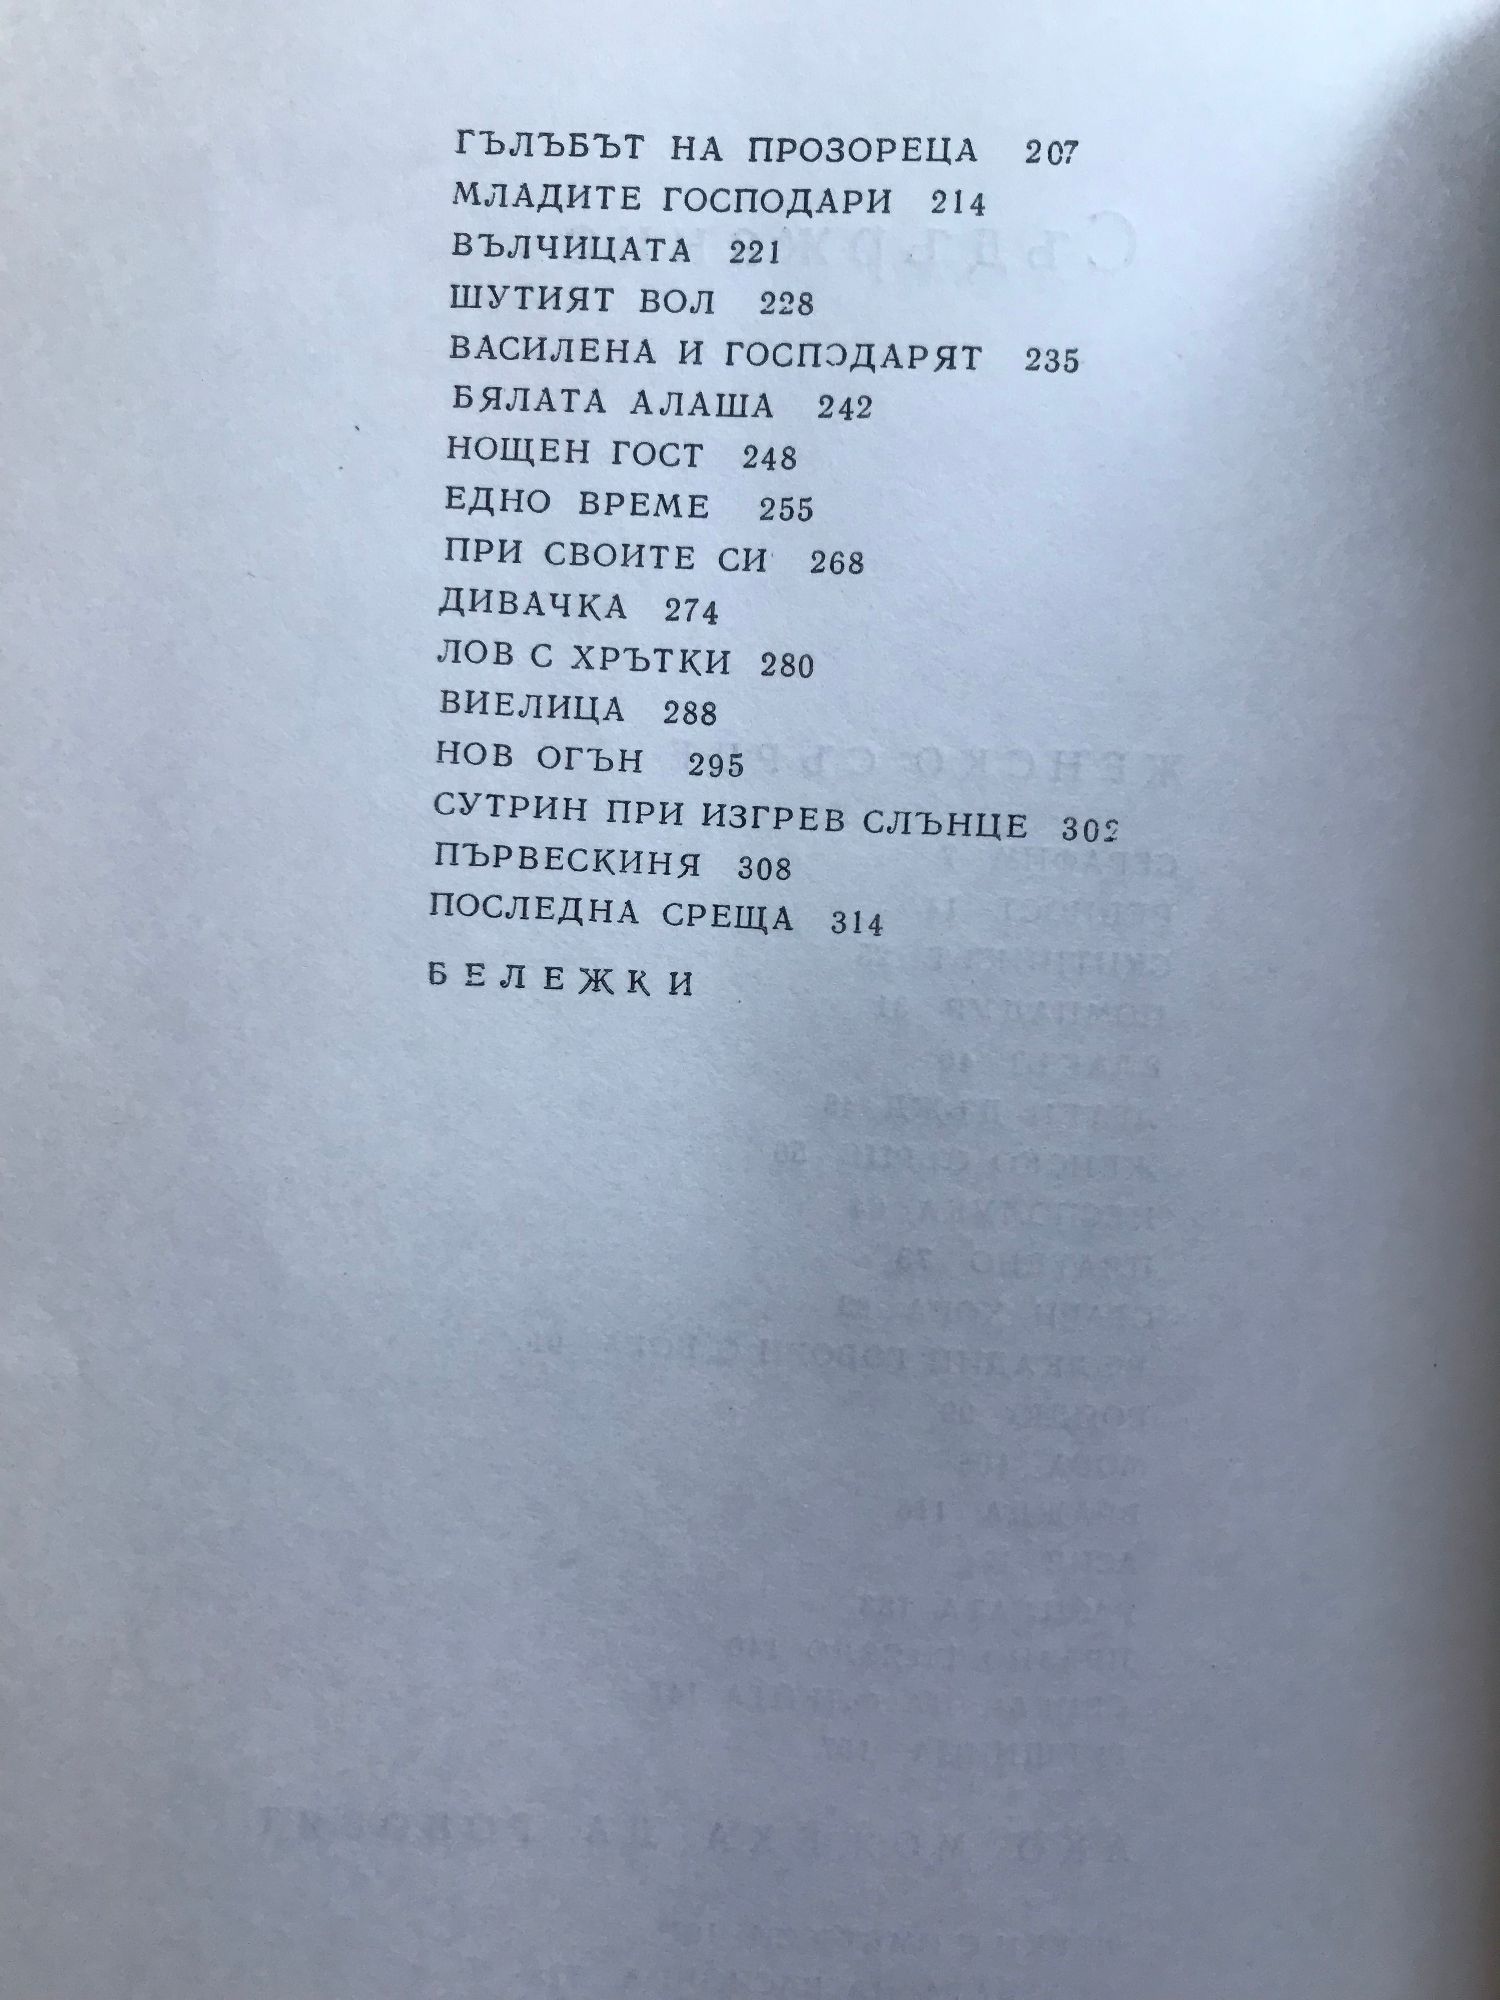 ГЪЛЪБЪТ НА ПРОЗОРЕЦА 207
МЛАДИТЕ ГОСПОДАРИ 214
ВЪЛЧИЦАТА 221
ШУТИЯТ ВОЛ 228
ВАСИЛЕНА И ГОСПОДАРЯТ 235
БЯЛАТА АЛАША 242
НОЩЕН ГОСТ 248
ЕДНО ВРЕМЕ 255
ПРИ СВОИТЕ СИ 268
ДИВАЧКА 274
ЛОВ С ХРЪТКИ 280
ВИЕЛИЦА 288
НОВ ОГЪН 295
СУТРИН ПРИ ИЗГРЕВ СЛЪНЦЕ 302
ПЪРВЕСКИНЯ 308
ПОСЛЕДНА СРЕЩА 314
БЕЛЕЖКИ